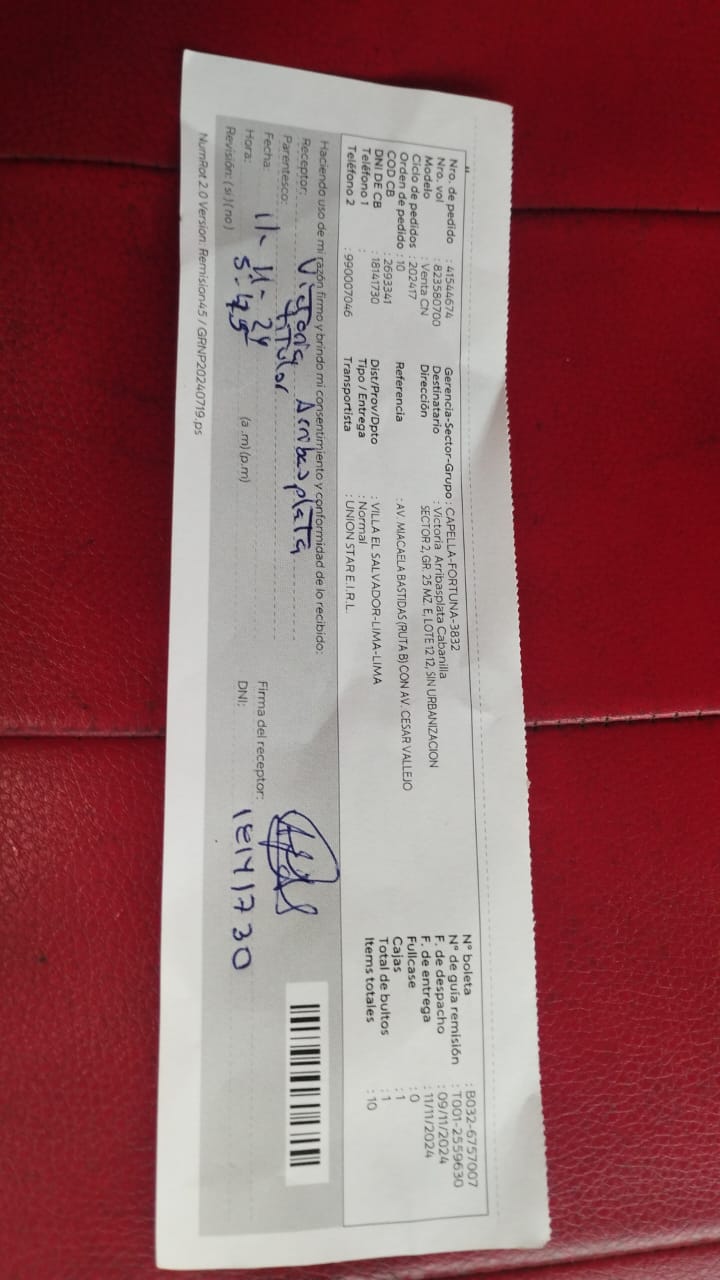 Nro. de pedido : 41544674
Nro. vol : 823580700
Modelo : Venta CN
Ciclo de pedidos : 202417
Orden de pedido : 10
COD CB : 2693341
DNI DE CB : 18141730
Teléfono 1 :
Teléfono 2 : 990007046
Gerencia-Sector-Grupo : CAPELLA-FORTUNA-3832
Destinatario : Victoria Arribasplata Cabanilla
Dirección SECTOR 2, GR. 25 MZ. E, LOTE 12 12, SIN URBANIZACION
Referencia : AV. MIACAELA BASTIDAS (RUTA B) CON AV. CESAR VALLEJO
Dist/Prov/Dpto : VILLA EL SALVADOR-LIMA-LIMA
Tipo / Entrega : Normal
Transportista : UNION STAR E.I.R.L.
N° boleta : B032-6757007
N° de guía remisión : T001-2559630
F. de despacho : 09/11/2024
F. de entrega : 11/11/2024
Fullcase : 0
Cajas : 1
Total de bultos : 1
Items totales : 10
Haciendo uso de mi razón firmo y brindo mi consentimiento y conformidad de lo recibido:
Receptor: Victoria Arribasplata
Parentesco: Titular
Fecha: 11-11-24
Hora: 5:45 (a .m) (p.m)
Revisión: ( si ) ( no )
Firma del receptor:
DNI: 18141730
NumRot 2.0 Version: Remision45 / GRNP20240719.ps